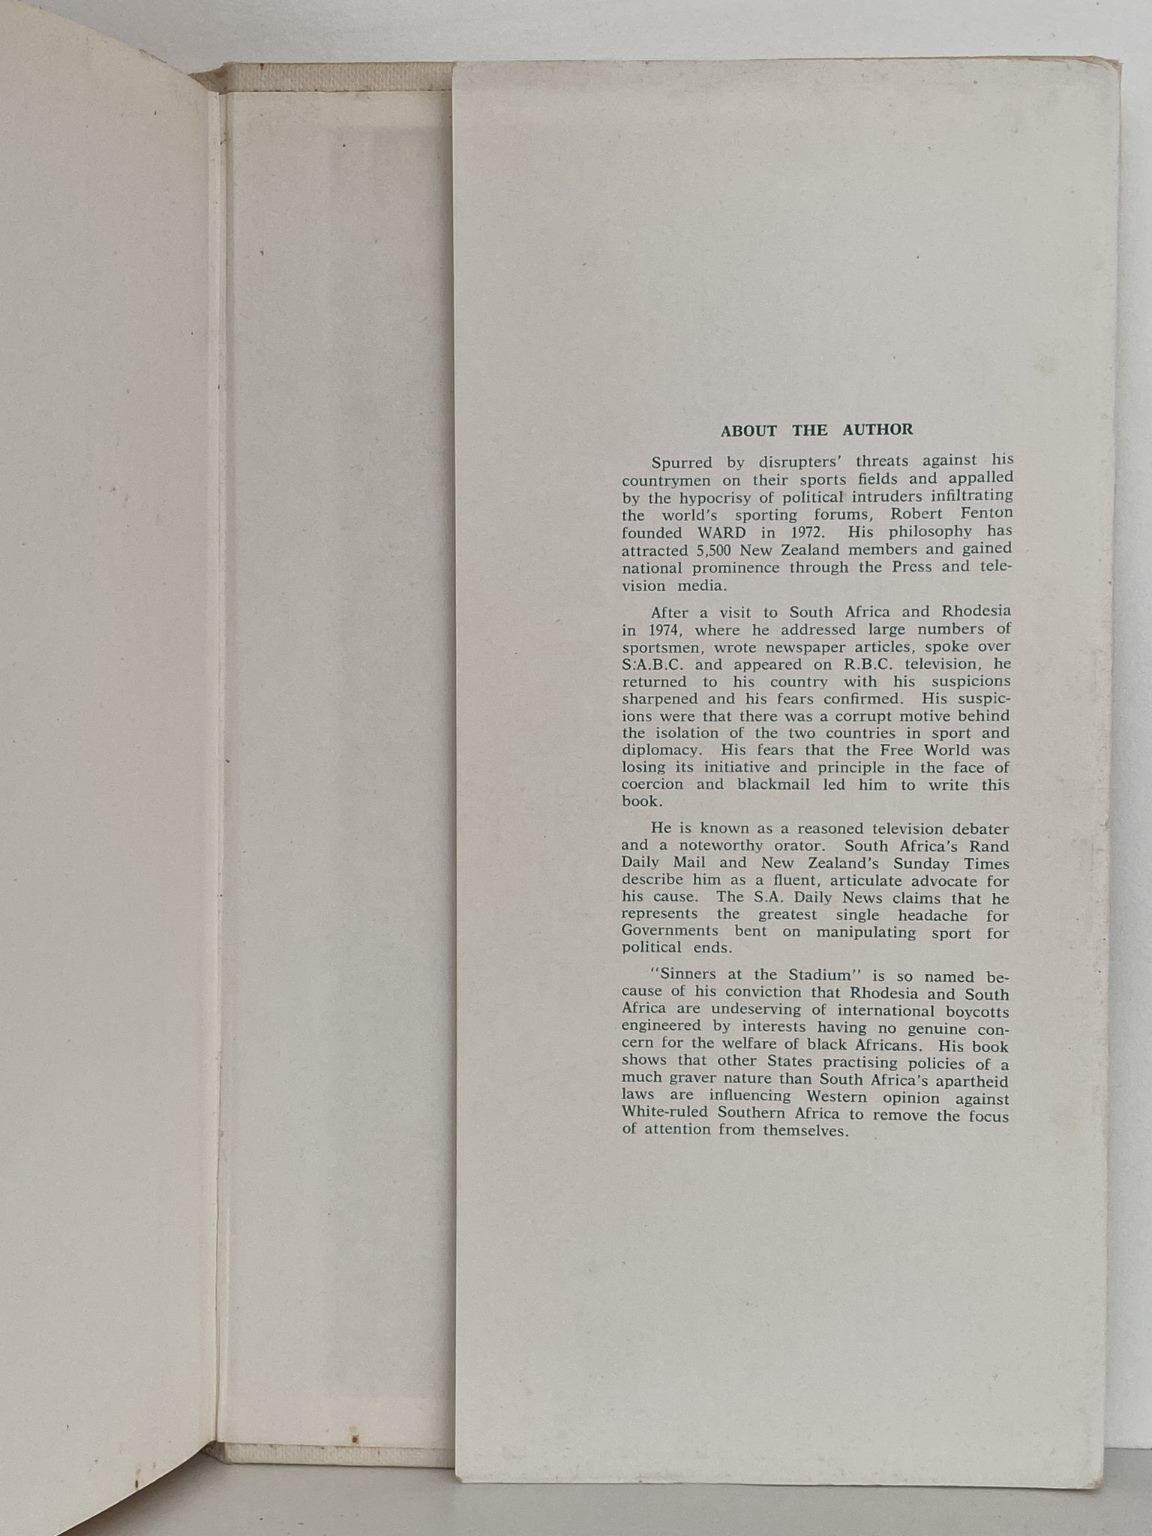 ABOUT THE AUTHOR
Spurred by disrupters' threats against his
countrymen on their sports fields and appalled
by the hypocrisy of political intruders infiltrating
the world's sporting forums, Robert Fenton
founded WARD in 1972. His philosophy has
attracted 5,500 New Zealand members and gained
national prominence through the Press and tele-
vision media.
After a visit to South Africa and Rhodesia
in 1974, where he addressed large numbers of
sportsmen, wrote newspaper articles, spoke over
S.A.B.C. and appeared on R.B.C. television, he
returned to his country with his suspicions
sharpened and his fears confirmed. His suspic-
ions were that there was a corrupt motive behind
the isolation of the two countries in sport and
diplomacy. His fears that the Free World was
losing its initiative and principle in the face of
coercion and blackmail led him to write this
book.
He is known as a reasoned television debater
and a noteworthy orator. South Africa's Rand
Daily Mail and New Zealand's Sunday Times
describe him as a fluent, articulate advocate for
his cause. The S.A. Daily News claims that he
represents the greatest single headache for
Governments bent on manipulating sport for
political ends.
"Sinners at the Stadium" is so named be-
cause of his conviction that Rhodesia and South
Africa are undeserving of international boycotts
engineered by interests having no genuine con-
cern for the welfare of black Africans. His book
shows that other States practising policies of a
much graver nature than South Africa's apartheid
laws are influencing Western opinion against
White-ruled Southern Africa to remove the focus
of attention from themselves.